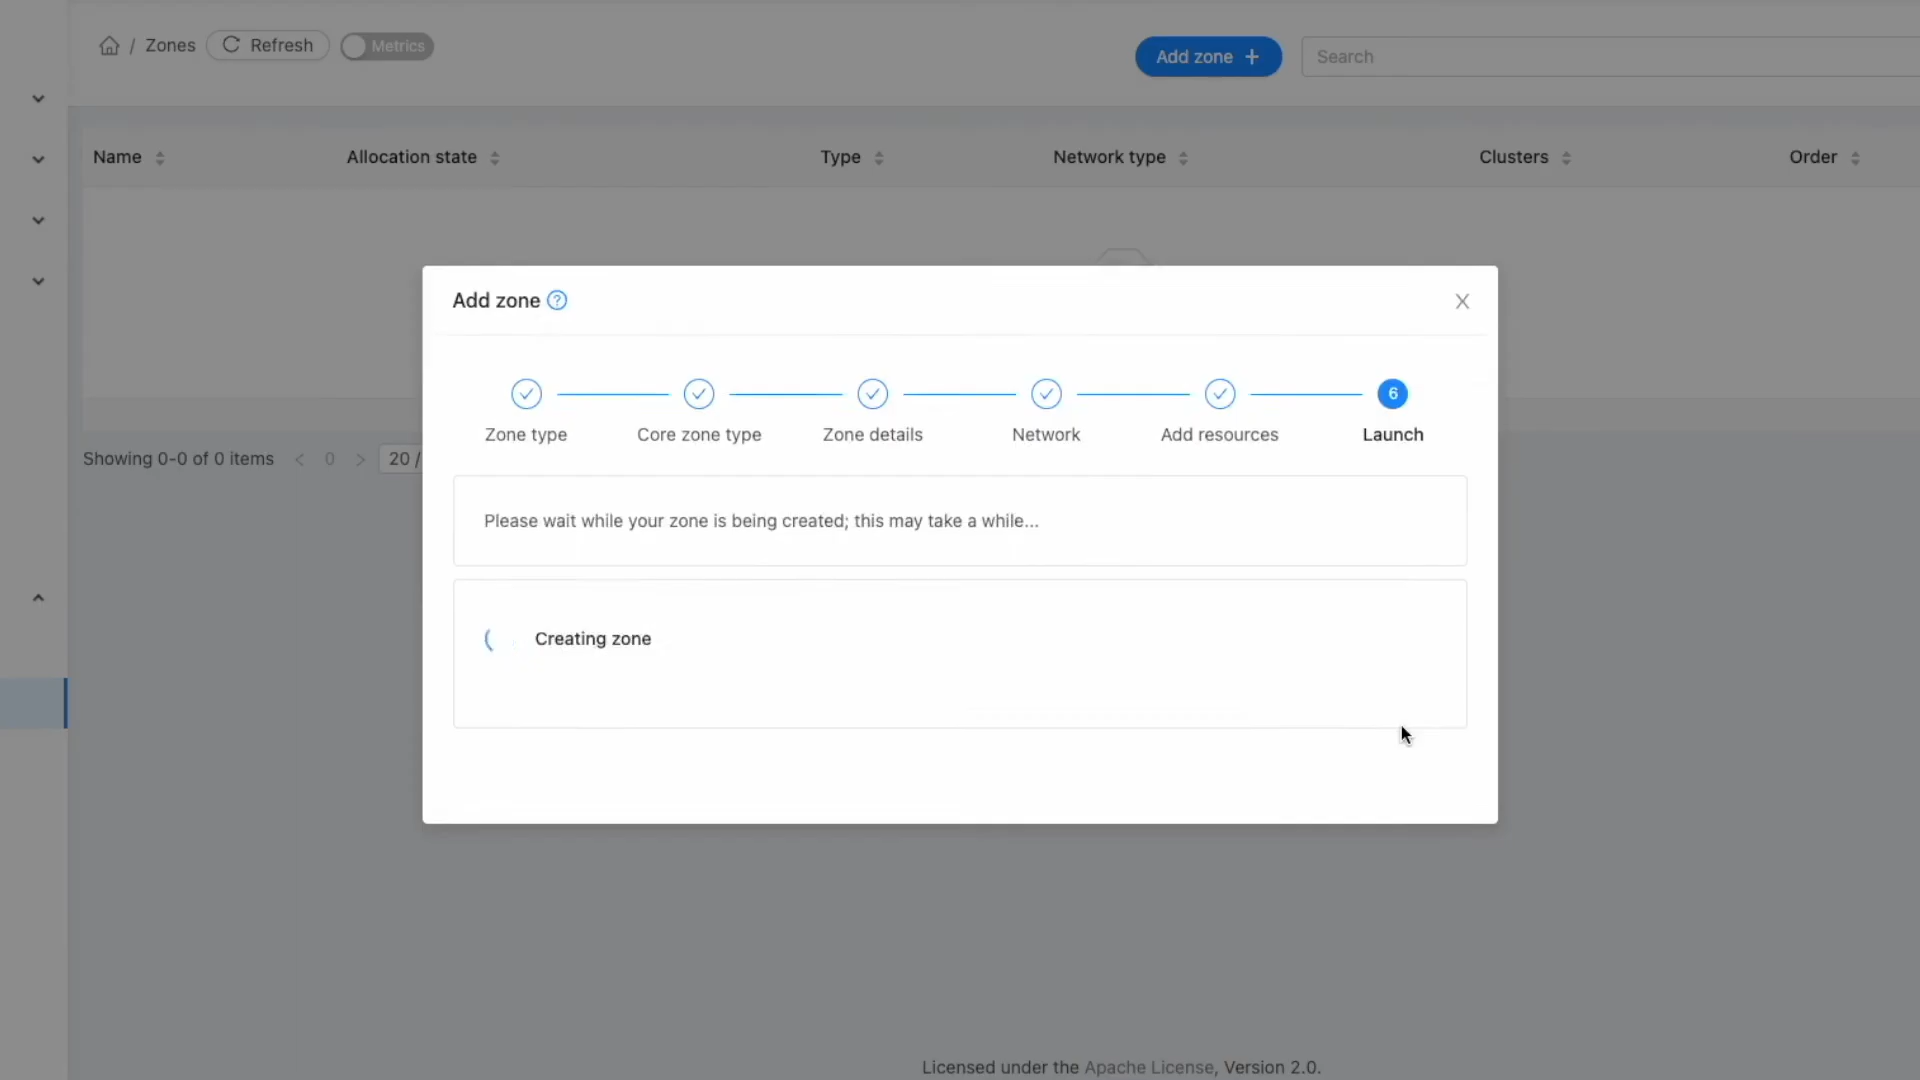 / Zones Refresh Metrics
Add zone + Search
Name Allocation state Type Network type Clusters Order
Add zone ?
6
Zone type Core zone type Zone details Network Add resources Launch
Showing 0-0 of 0 items < 0 > 20 /
Please wait while your zone is being created; this may take a while...
Creating zone
Licensed under the Apache License, Version 2.0.